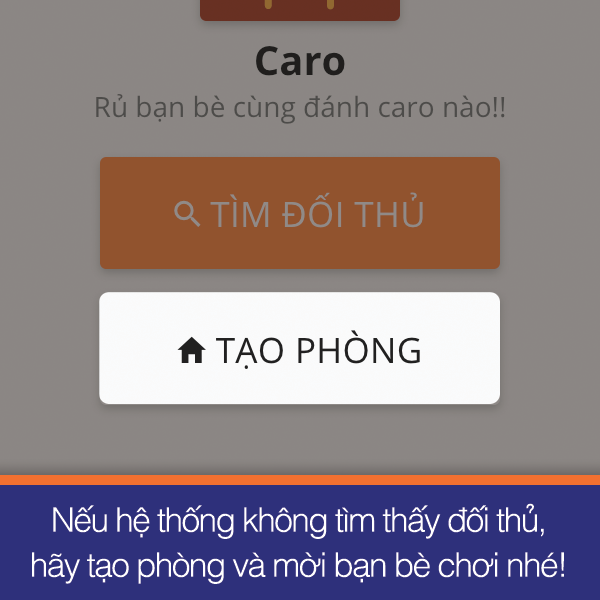 Caro
Rủ bạn bè cùng đánh caro nào!!
TÌM ĐỐI THỦ
TẠO PHÒNG
Nếu hệ thống không tìm thấy đối thủ,
hãy tạo phòng và mời bạn bè chơi nhé!